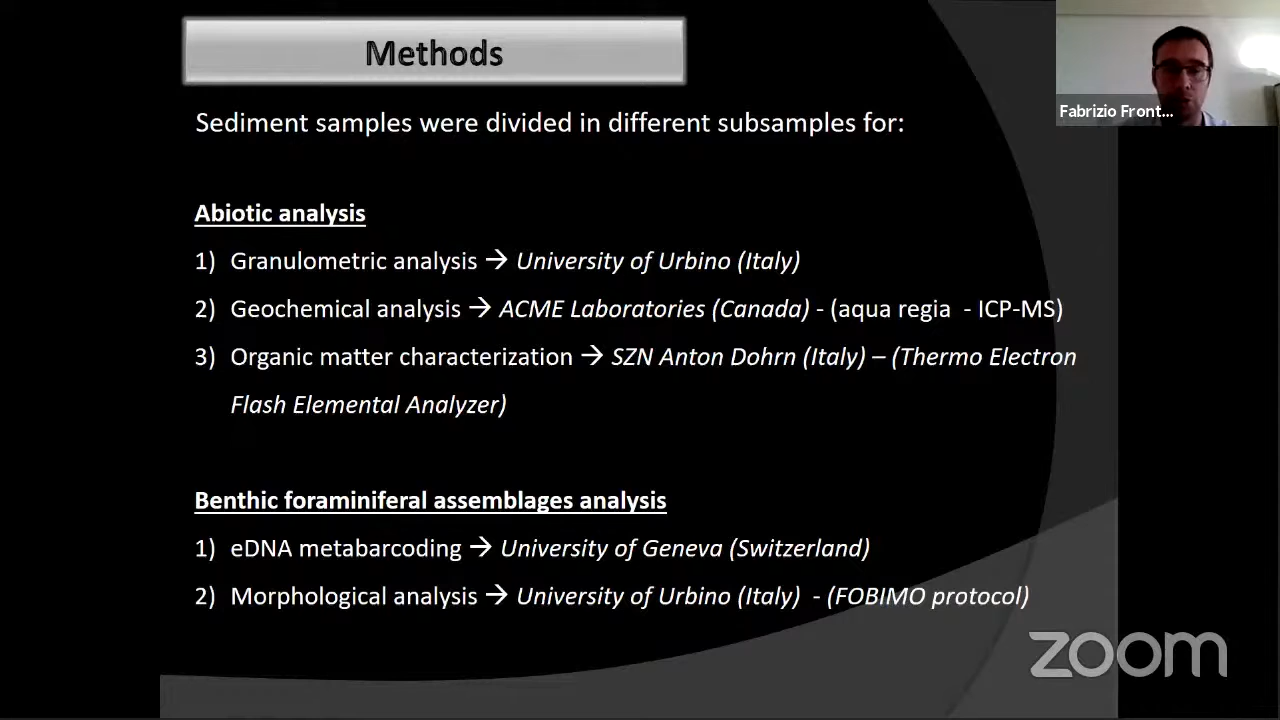 Methods
Fabrizio Front...
Sediment samples were divided in different subsamples for:
Abiotic analysis
1) Granulometric analysis → University of Urbino (Italy)
2) Geochemical analysis → ACME Laboratories (Canada) - (aqua regia - ICP-MS)
3) Organic matter characterization → SZN Anton Dohrn (Italy) – (Thermo Electron
Flash Elemental Analyzer)
Benthic foraminiferal assemblages analysis
1) eDNA metabarcoding → University of Geneva (Switzerland)
2) Morphological analysis → University of Urbino (Italy) - (FOBIMO protocol)
zoom